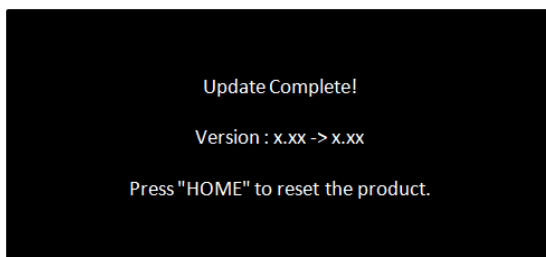 Update Complete!
Version : x.xx -> x.xx
Press "HOME" to reset the product.